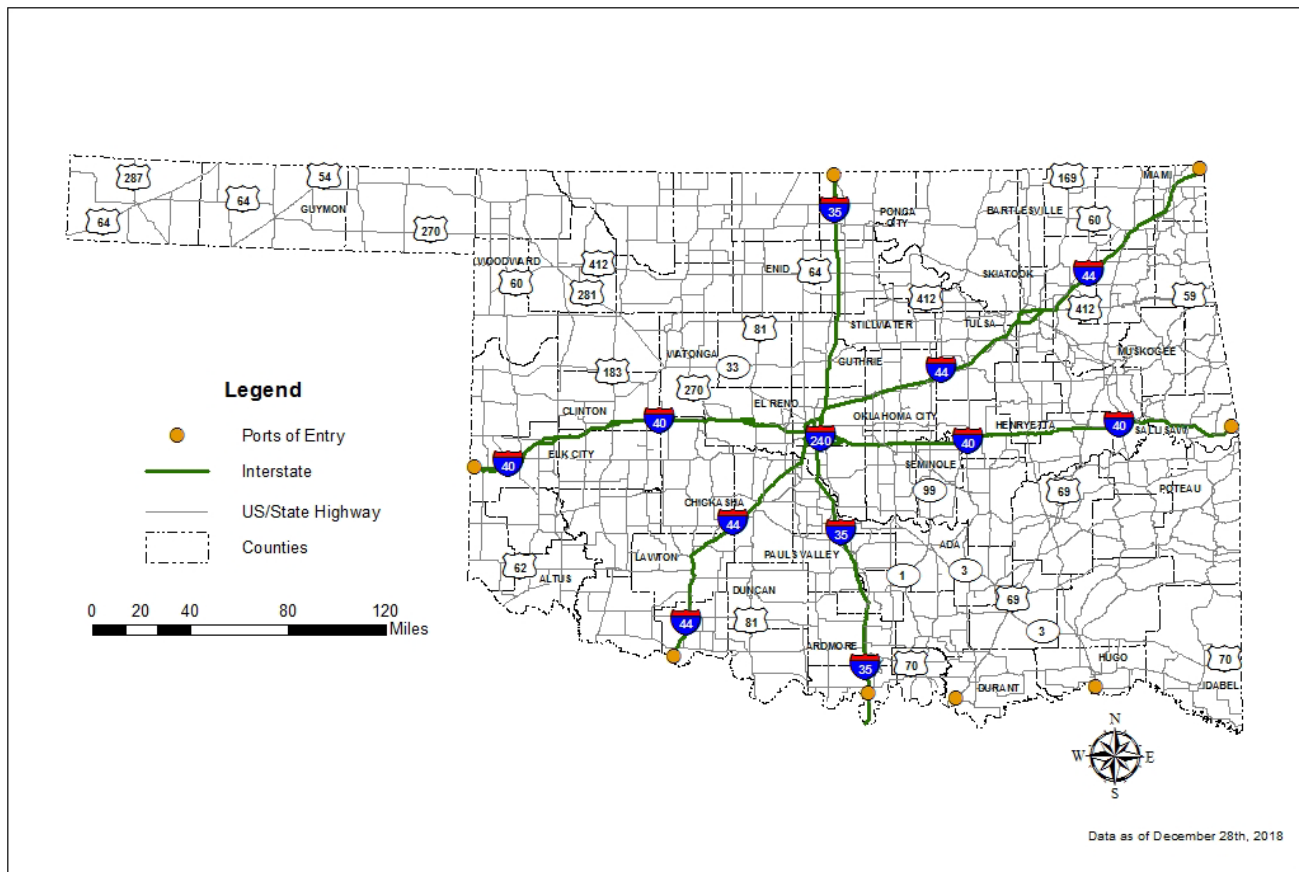 54
287
169
MIAMI
64
35
PONCA
CITY
BARTLESVILLE
GUYMON
64
270
60
WOODWARD
412
ENID
64
SKIATOOK
44
60
281
412
59
412
81
STILLWATER
TULSA
WATONGA
33
GUTHRIE
MUSKOGEE
183
270
44
Legend
EL RENO
CLINTON
40
OKLAHOMA CITY
HENRYETTA
40
SALLISAW
Ports of Entry
240
40
ELK CITY
40
SEMINOLE
Interstate
99
69
POTEAU
CHICKASHA
US/State Highway
44
35
Counties
LAWTON
PAULS VALLEY
ADA
62
ALTUS
1
3
DUNCAN
69
0 20 40 80 120
Miles
44
81
3
ARDMORE
35
70
HUGO
70
DURANT
IDABEL
N
W E
S
Data as of December 28th, 2018